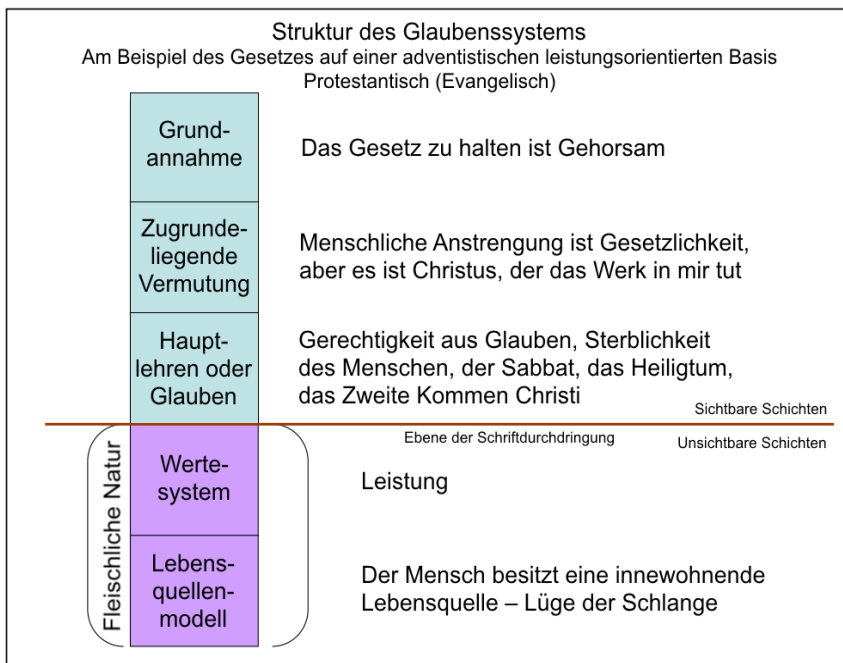 Struktur des Glaubenssystems
Am Beispiel des Gesetzes auf einer adventistischen leistungsorientierten Basis
Protestantisch (Evangelisch)
Grund-
annahme
Das Gesetz zu halten ist Gehorsam
Zugrunde-
liegende
Vermutung
Menschliche Anstrengung ist Gesetzlichkeit,
aber es ist Christus, der das Werk in mir tut
Haupt-
lehren oder
Glauben
Gerechtigkeit aus Glauben, Sterblichkeit
des Menschen, der Sabbat, das Heiligtum,
das Zweite Kommen Christi
Sichtbare Schichten
Ebene der Schriftdurchdringung
Unsichtbare Schichten
Fleischliche Natur
Werte-
system
Leistung
Lebens-
quellen-
modell
Der Mensch besitzt eine innewohnende
Lebensquelle – Lüge der Schlange